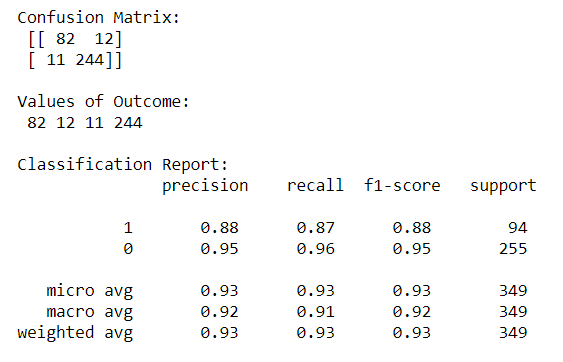 Confusion Matrix:
[[ 82 12]
[ 11 244]]
Values of Outcome:
82 12 11 244
Classification Report:
precision recall f1-score support
1 0.88 0.87 0.88 94
0 0.95 0.96 0.95 255
micro avg 0.93 0.93 0.93 349
macro avg 0.92 0.91 0.92 349
weighted avg 0.93 0.93 0.93 349